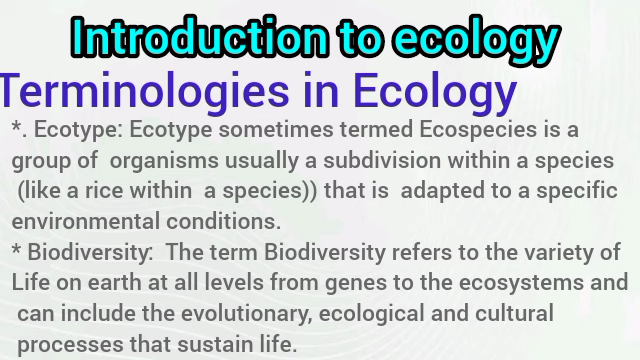 Introduction to ecology
Terminologies in Ecology
*. Ecotype: Ecotype sometimes termed Ecospecies is a
group of organisms usually a subdivision within a species
(like a rice within a species)) that is adapted to a specific
environmental conditions.
* Biodiversity: The term Biodiversity refers to the variety of
Life on earth at all levels from genes to the ecosystems and
can include the evolutionary, ecological and cultural
processes that sustain life.